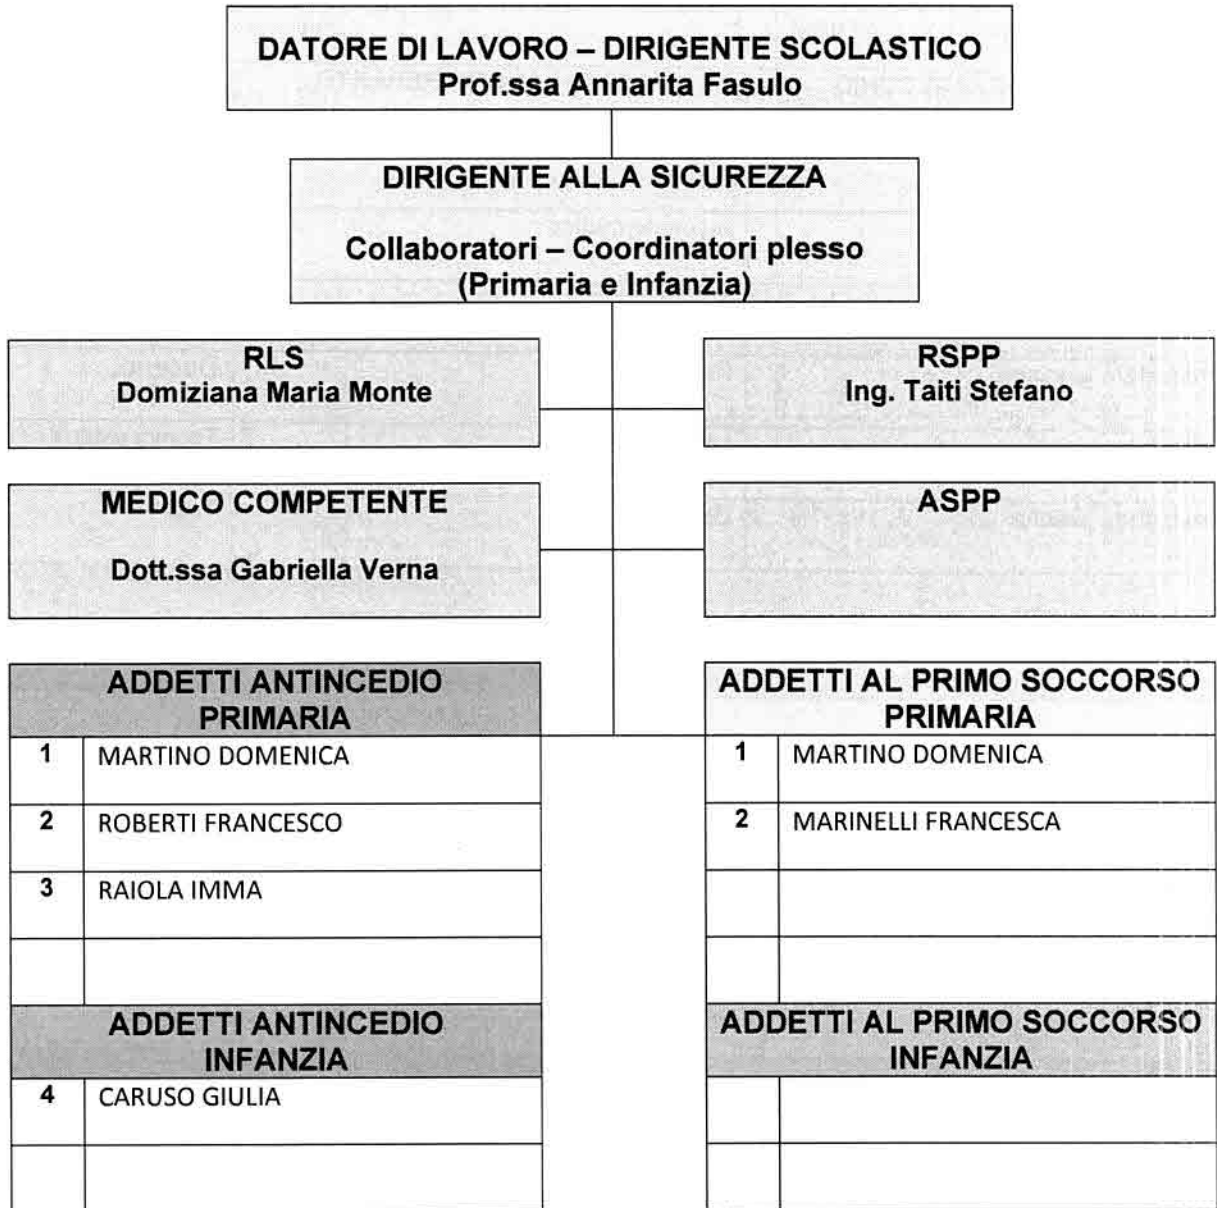 DATORE DI LAVORO – DIRIGENTE SCOLASTICO
Prof.ssa Annarita Fasulo
DIRIGENTE ALLA SICUREZZA
Collaboratori – Coordinatori plesso
(Primaria e Infanzia)
RLS
Domiziana Maria Monte
RSPP
Ing. Taiti Stefano
MEDICO COMPETENTE
Dott.ssa Gabriella Verna
ASPP
ADDETTI ANTINCEDIO
PRIMARIA
1 MARTINO DOMENICA
2 ROBERTI FRANCESCO
3 RAIOLA IMMA
ADDETTI AL PRIMO SOCCORSO
PRIMARIA
1 MARTINO DOMENICA
2 MARINELLI FRANCESCA
ADDETTI ANTINCEDIO
INFANZIA
4 CARUSO GIULIA
ADDETTI AL PRIMO SOCCORSO
INFANZIA